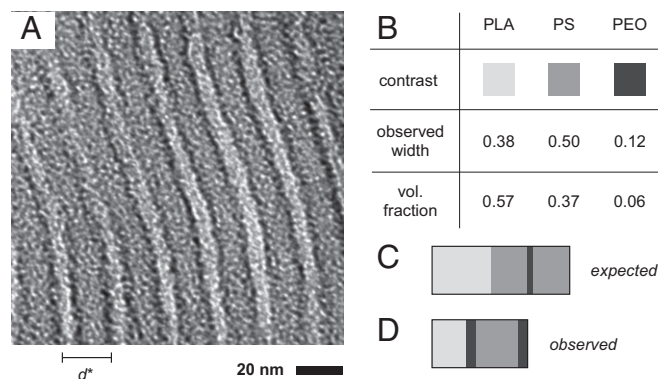 A
d*
20 nm
B
PLA PS PEO
contrast
observed
width 0.38 0.50 0.12
vol.
fraction 0.57 0.37 0.06
C expected
D observed